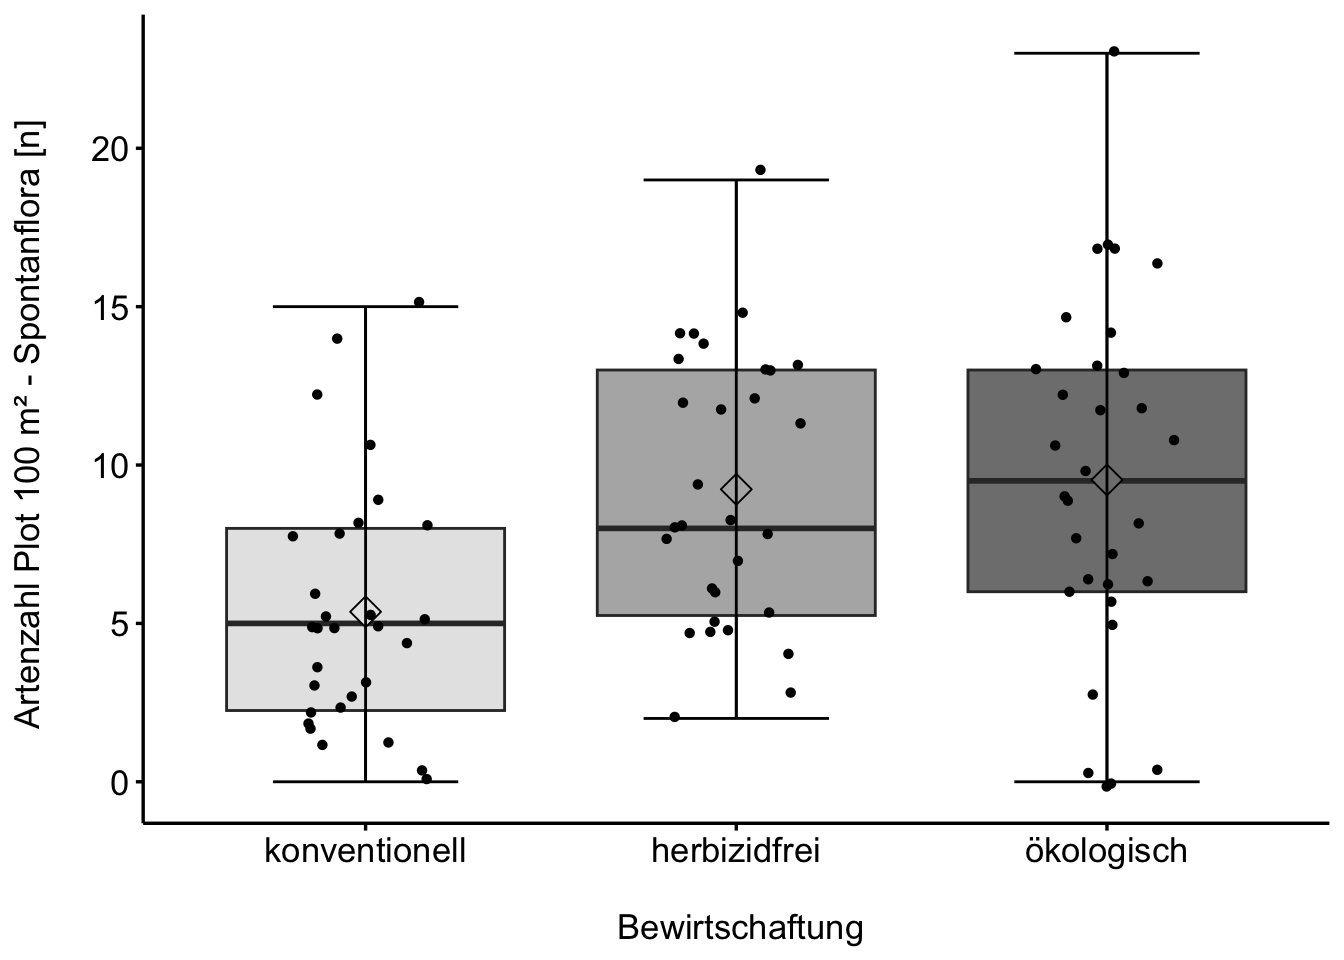 Artenzahl Plot 100 m² - Spontanflora [n]
20
15
10
5
0
konventionell herbizidfrei ökologisch
Bewirtschaftung